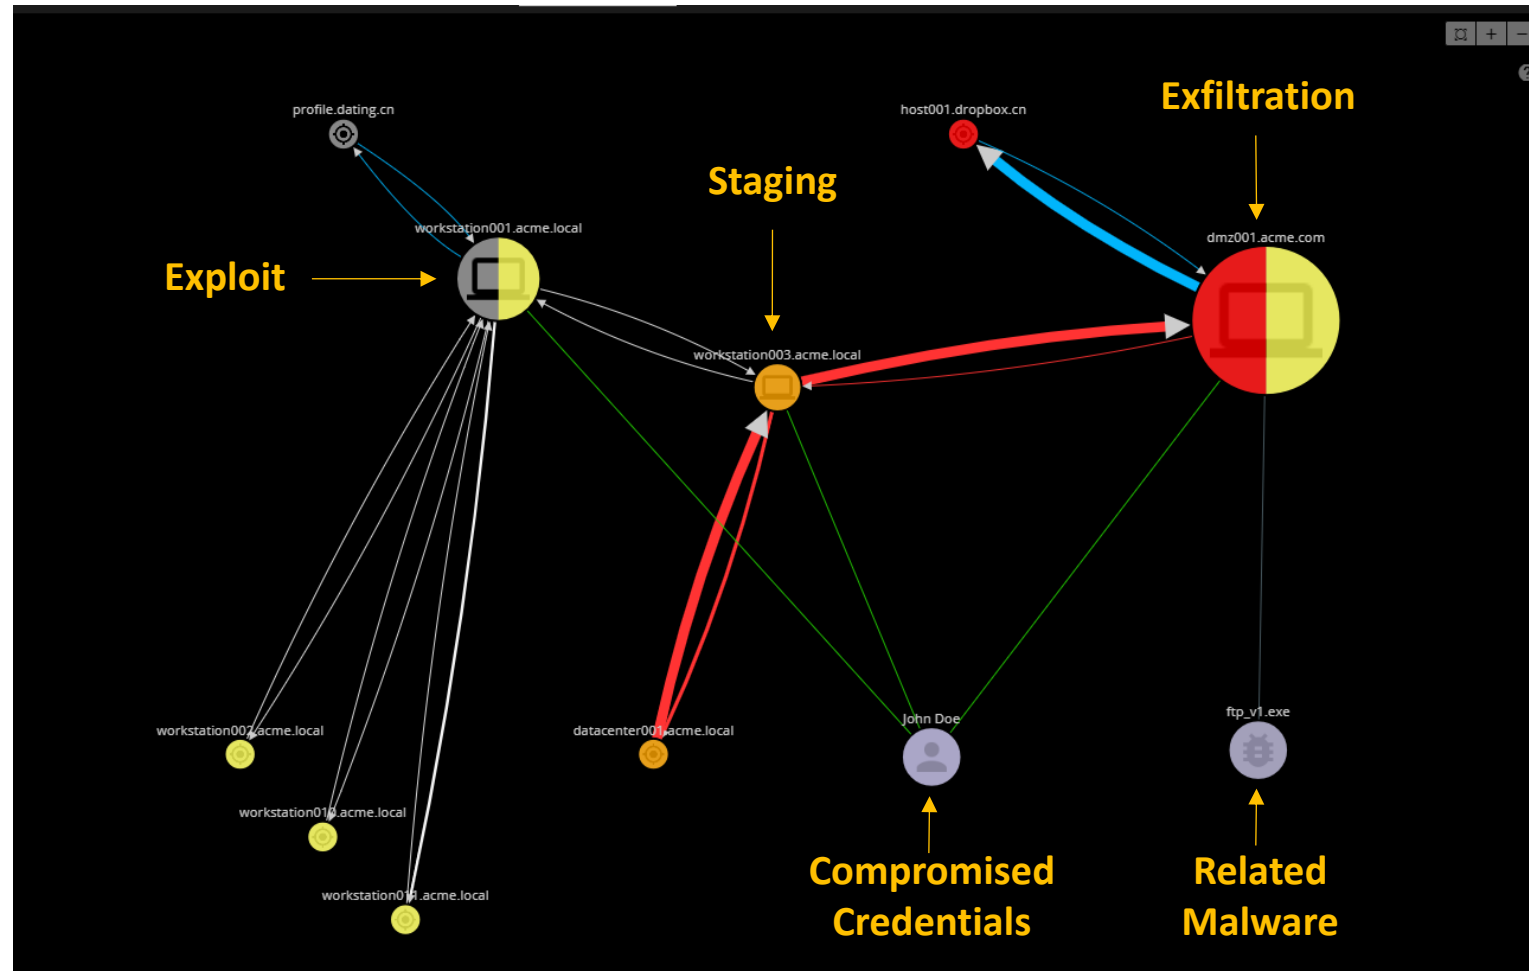 +
−
?
profile.dating.cn
host001.dropbox.cn
Exfiltration
Staging
workstation001.acme.local
dmz001.acme.com
Exploit
workstation003.acme.local
workstation002.acme.local
datacenter001.acme.local
John Doe
ftp_v1.exe
workstation010.acme.local
workstation011.acme.local
Compromised
Credentials
Related
Malware